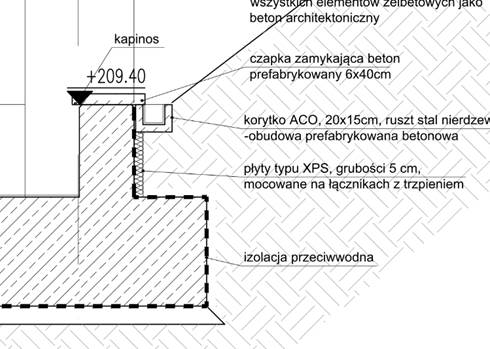 wszystkich elementów żelbetowych jako
beton architektoniczny
kapinos
czapka zamykająca beton
prefabrykowany 6x40cm
+209.40
korytko ACO, 20x15cm, ruszt stal nierdzew
-obudowa prefabrykowana betonowa
płyty typu XPS, grubości 5 cm,
mocowane na łącznikach z trzpieniem
izolacja przeciwwodna